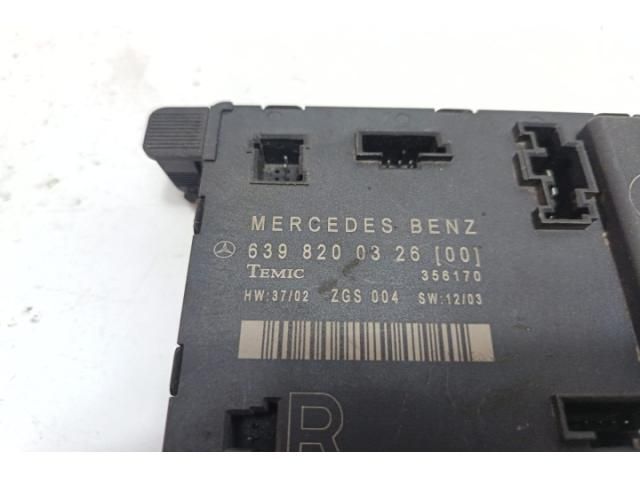 MERCEDES BENZ
639 820 03 26 [00]
TEMIC 356170
HW:37/02 ZGS 004 SW:12/03
R